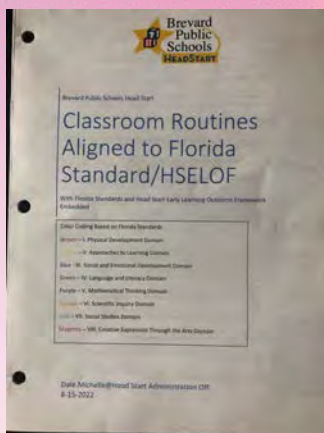 Brevard
Public
Schools
HEADSTART
Brevard Public Schools Head Start
Classroom Routines
Aligned to Florida
Standard/HSELOF
With Florida Standards and Head Start Early Learning Outcomes Framework
Embedded
Color Coding Based on Florida Standards
– I. Physical Development Domain
– II. Approaches to Learning Domain
Blue – III. Social and Emotional Development Domain
Green – IV. Language and Literacy Domain
Purple – V. Mathematical Thinking Domain
– VI. Scientific Inquiry Domain
– VII. Social Studies Domain
Magenta – VIII. Creative Expression Through the Arts Domain
Dale.Michelle@Head Start Administration Off
8-15-2022